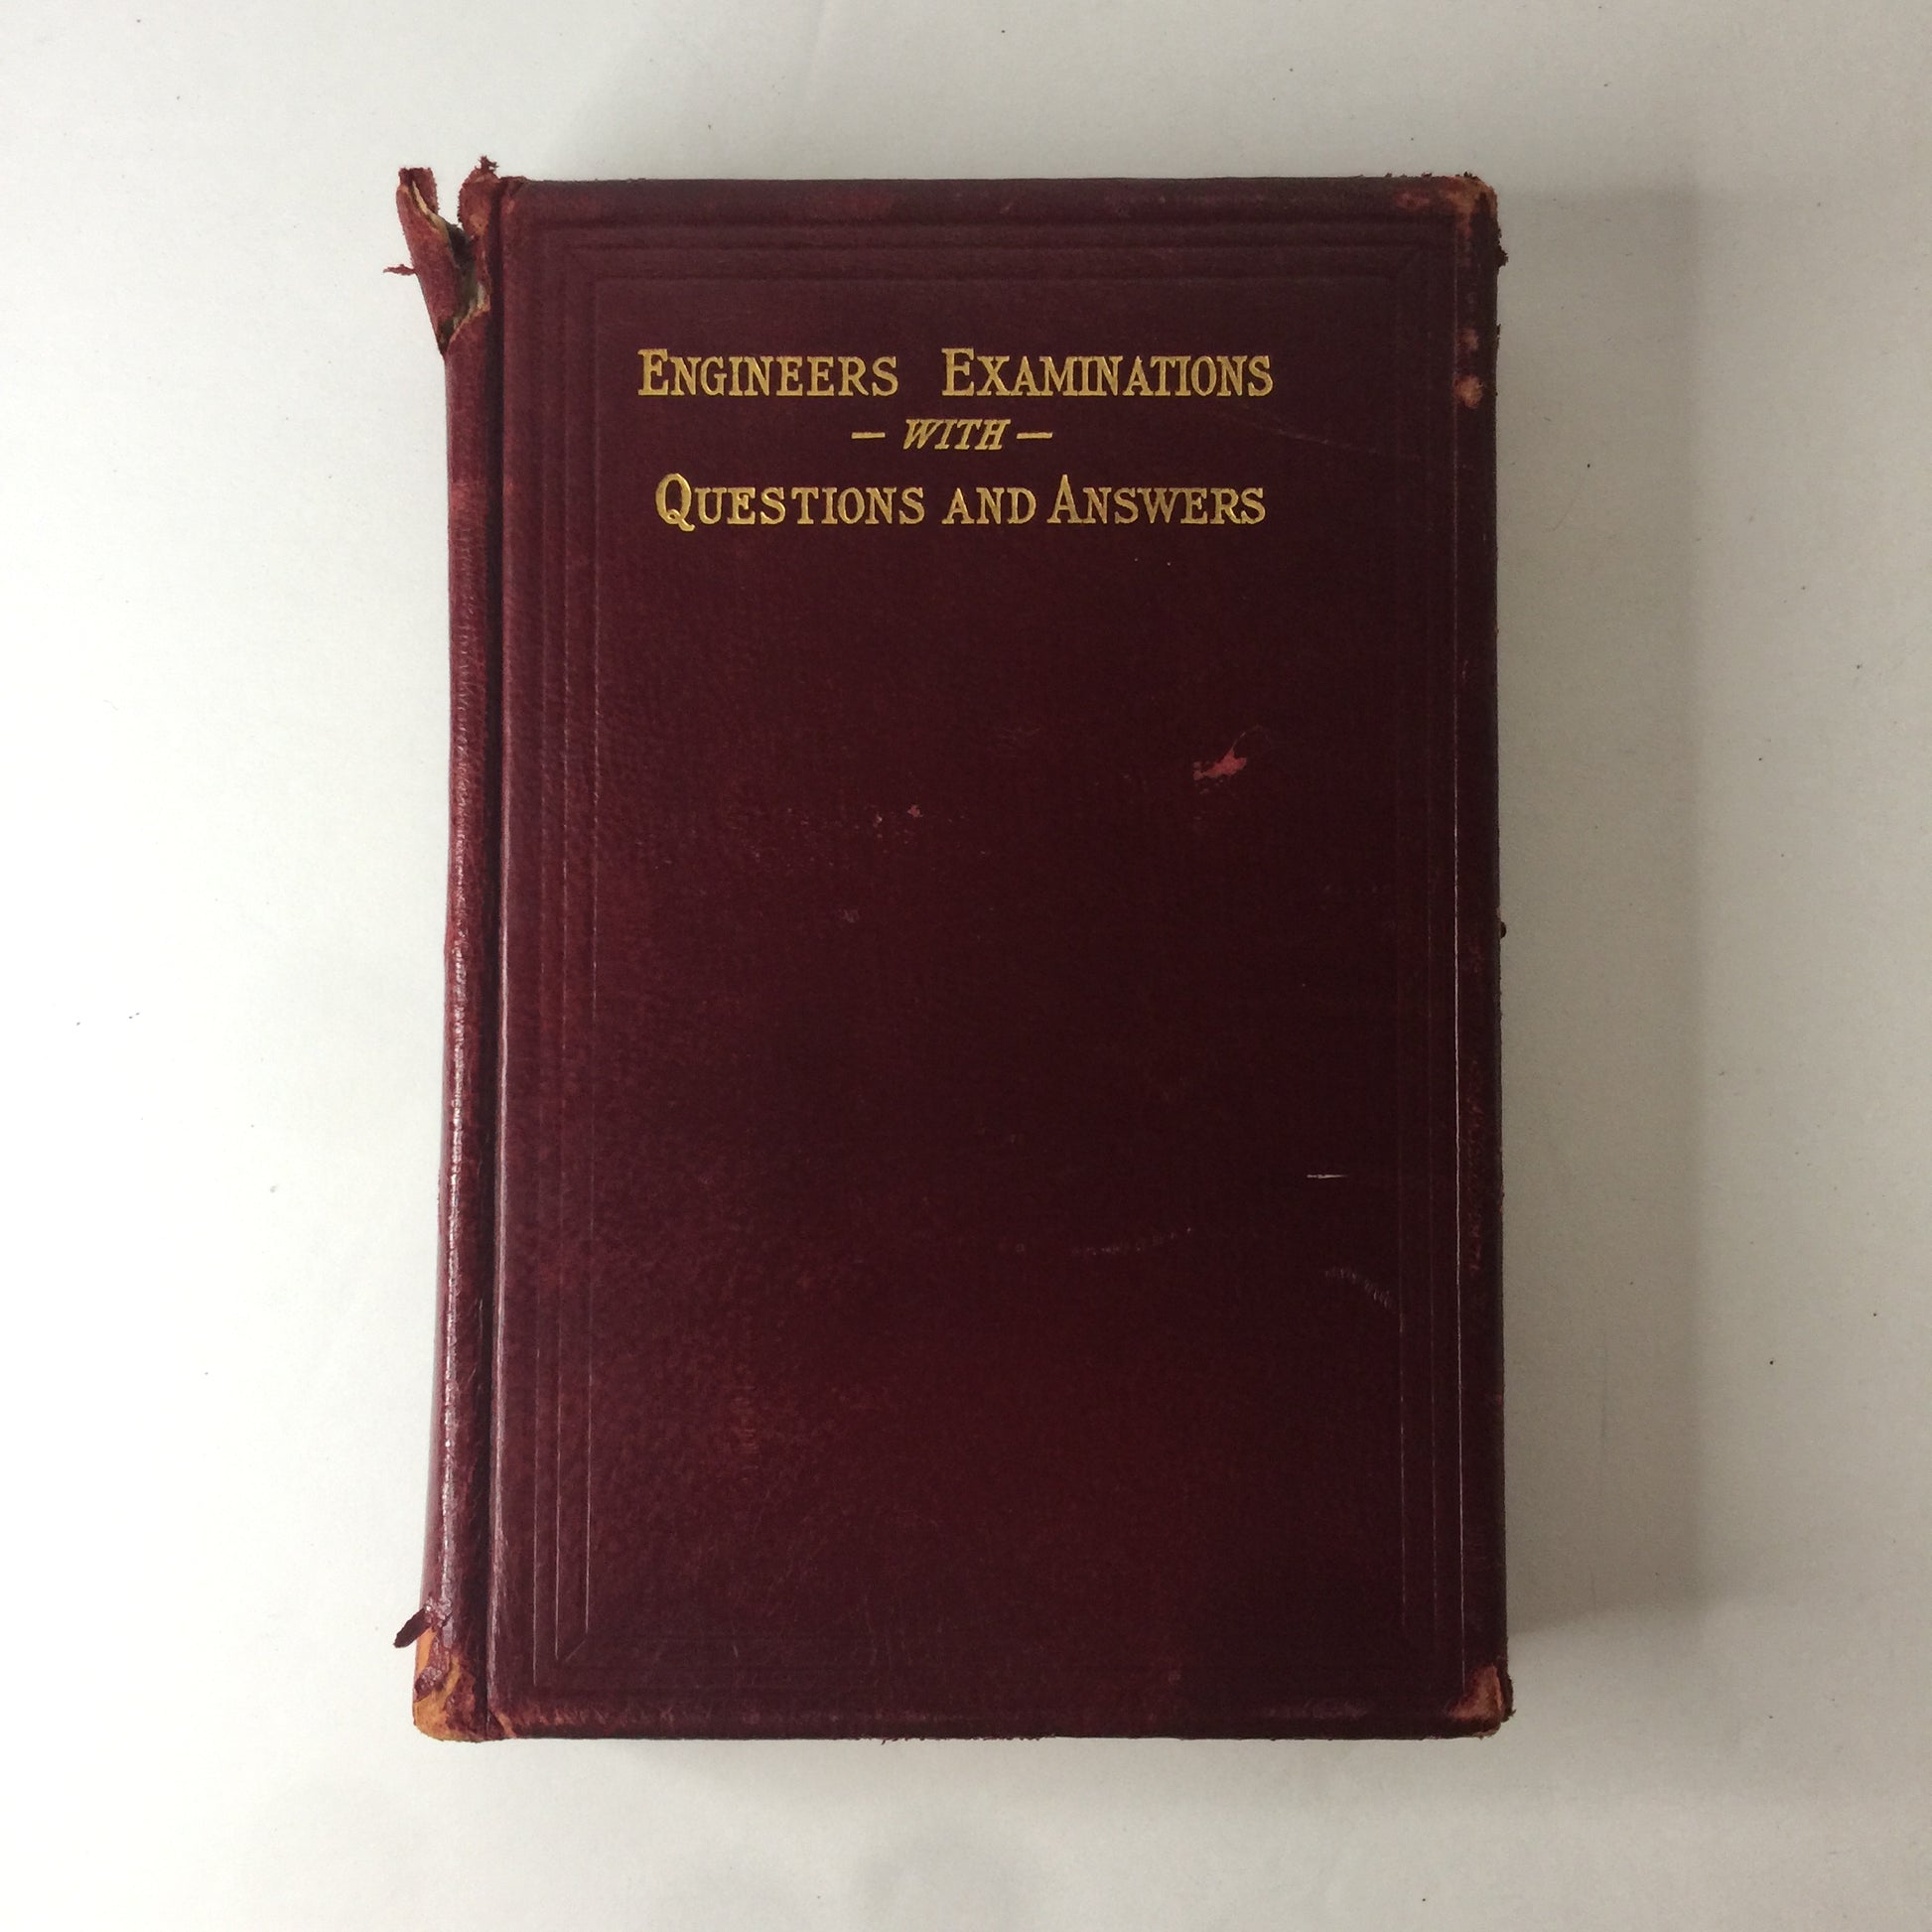 ENGINEERS EXAMINATIONS
— WITH —
QUESTIONS AND ANSWERS